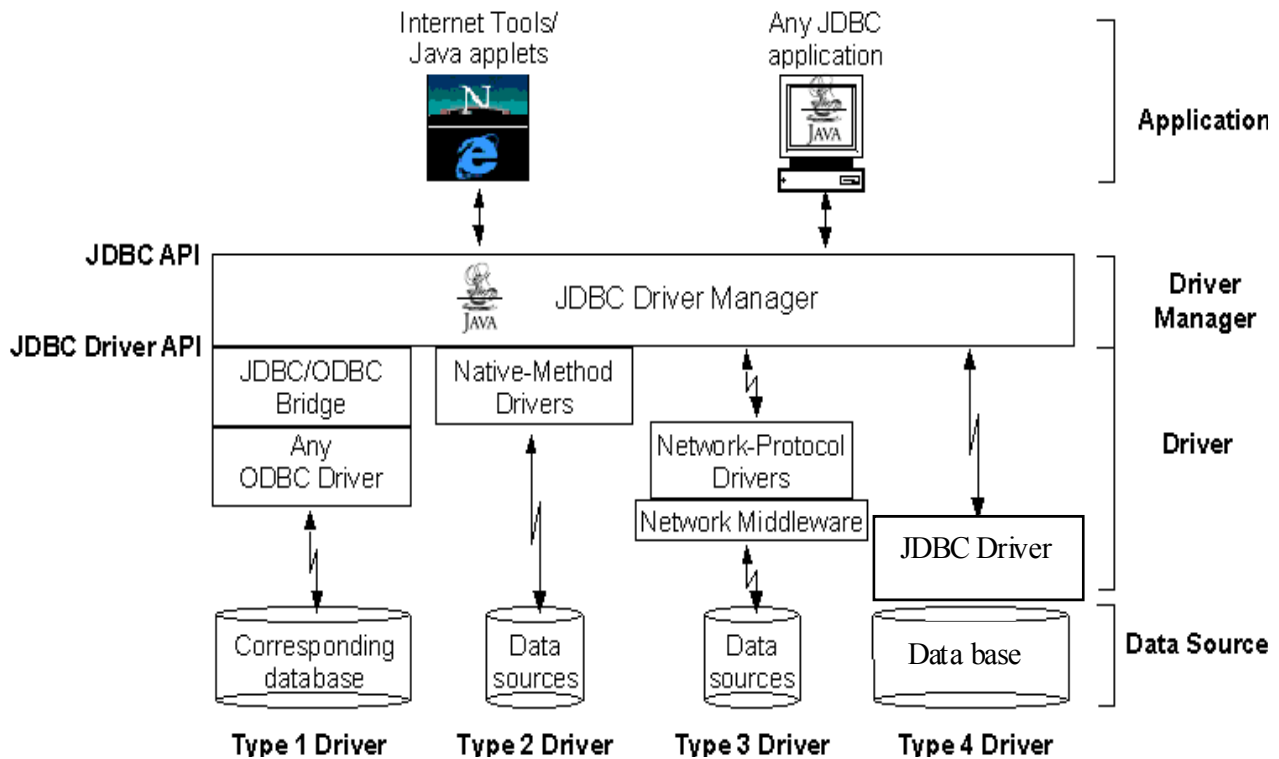 Internet Tools/
Java applets
Any JDBC
application
N
e
JAVA
Application
JDBC API
JAVA
JDBC Driver Manager
Driver
Manager
JDBC Driver API
JDBC/ODBC
Bridge
Any
ODBC Driver
Native-Method
Drivers
Network-Protocol
Drivers
Network Middleware
JDBC Driver
Driver
Corresponding
database
Data
sources
Data
sources
Data base
Data Source
Type 1 Driver
Type 2 Driver
Type 3 Driver
Type 4 Driver